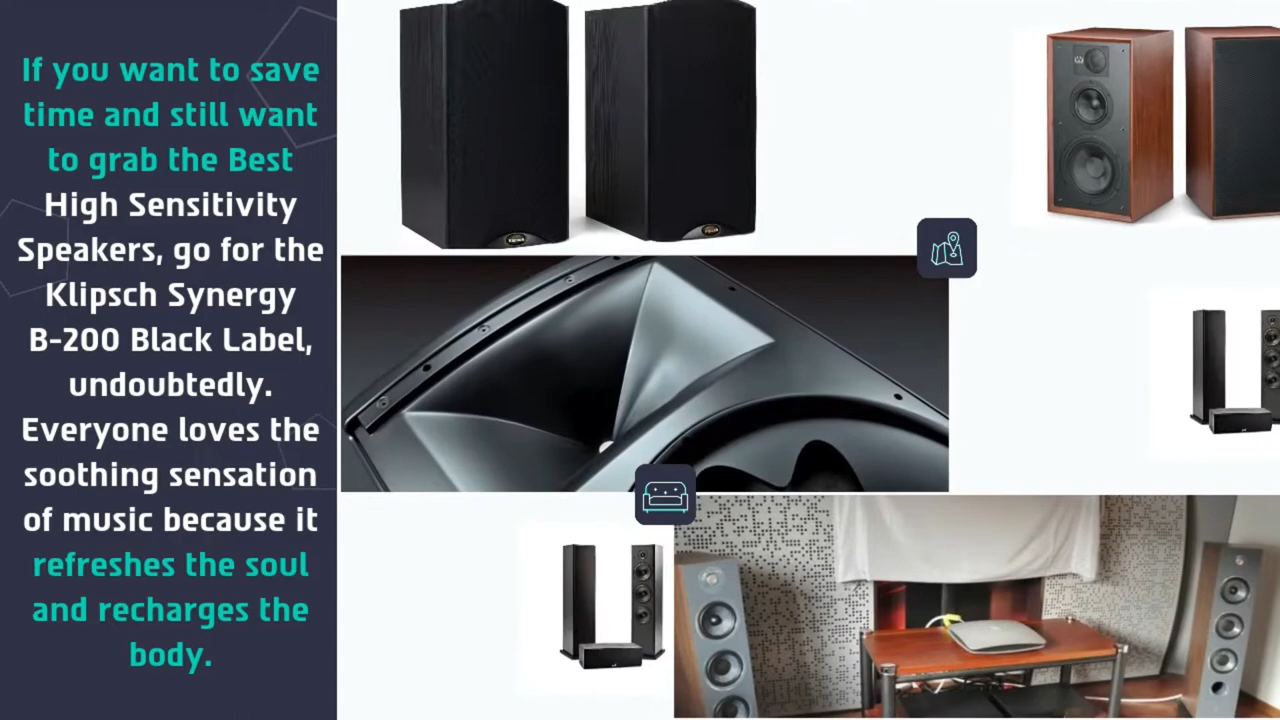 If you want to save
time and still want
to grab the Best
High Sensitivity
Speakers, go for the
Klipsch Synergy
B-200 Black Label,
undoubtedly.
Everyone loves the
soothing sensation
of music because it
refreshes the soul
and recharges the
body.